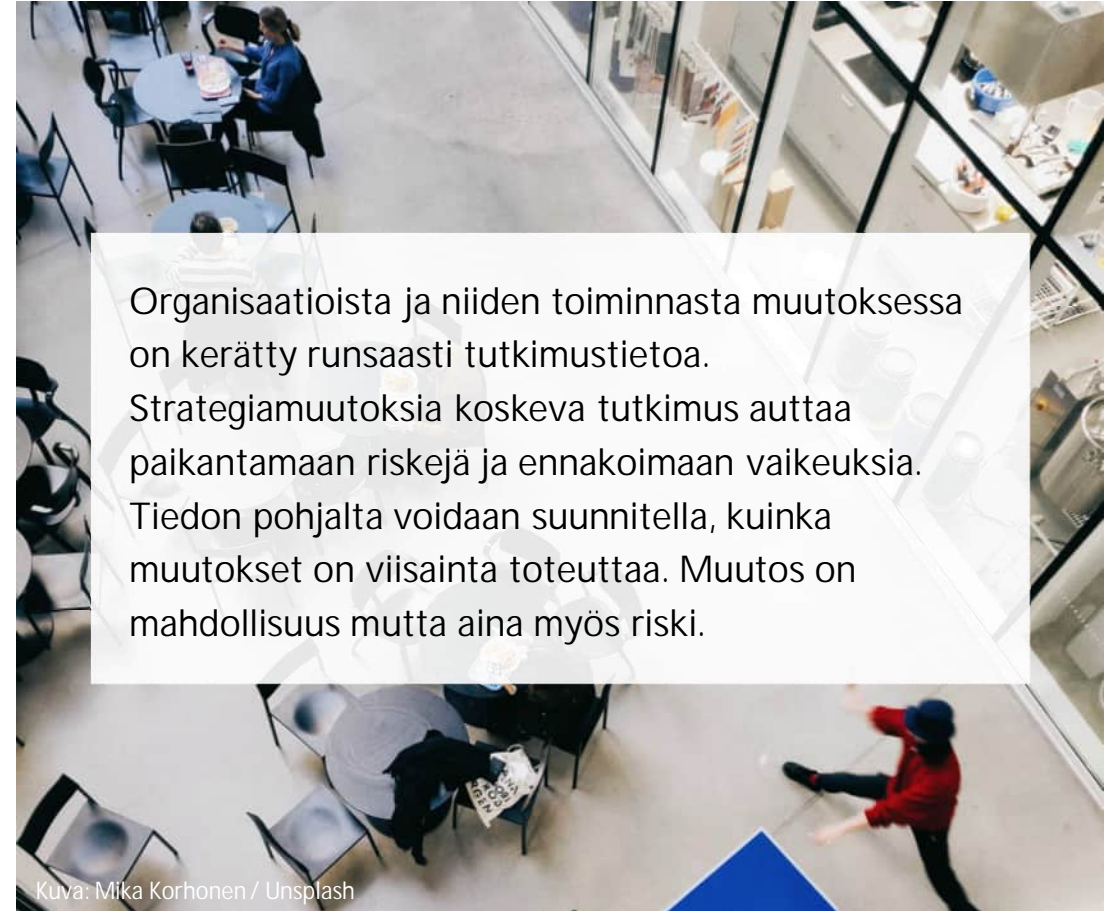 Organisaatioista ja niiden toiminnasta muutoksessa
on kerätty runsaasti tutkimustietoa.
Strategiamuutoksia koskeva tutkimus auttaa
paikantamaan riskejä ja ennakoimaan vaikeuksia.
Tiedon pohjalta voidaan suunnitella, kuinka
muutokset on viisainta toteuttaa. Muutos on
mahdollisuus mutta aina myös riski.
Kuva: Mika Korhonen / Unsplash